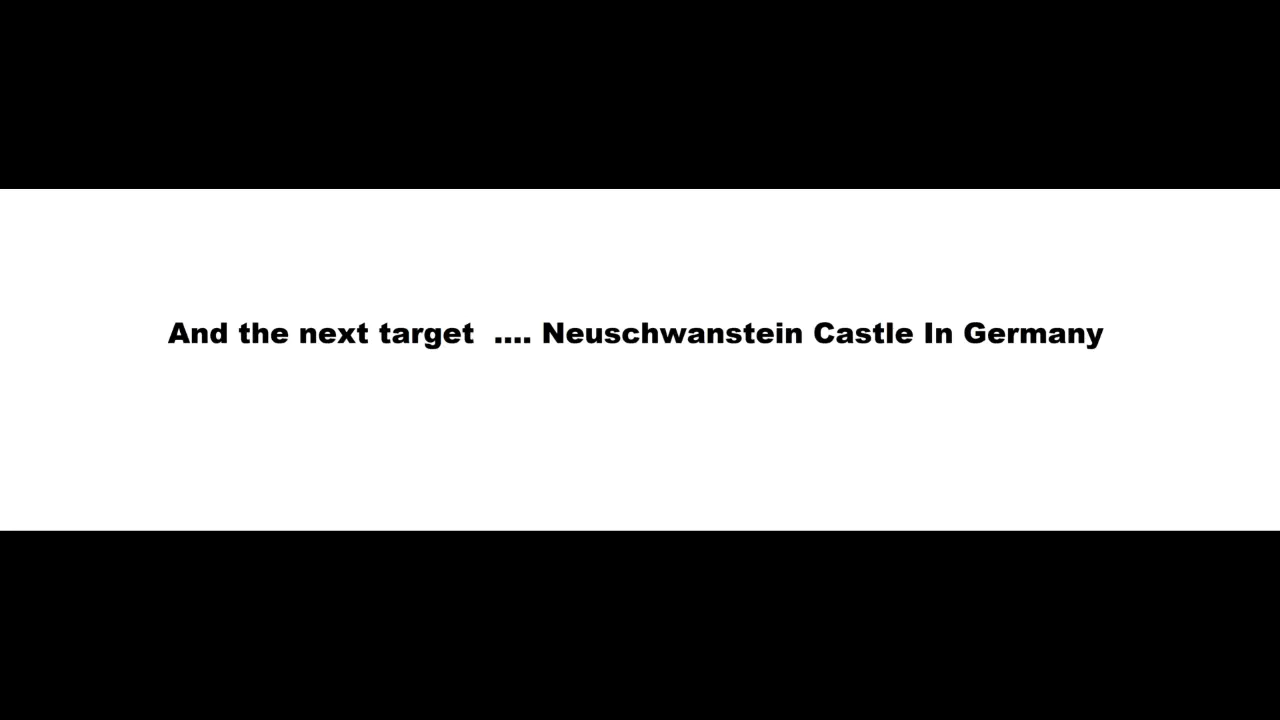 And the next target  .... Neuschwanstein Castle In Germany